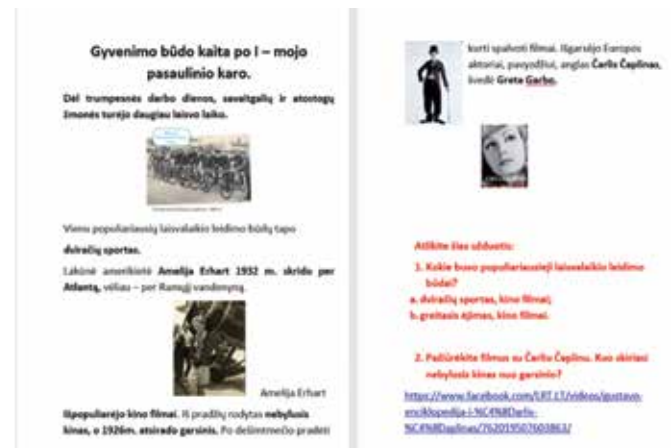 Gyvenimo būdo kaita po I – mojo
pasaulinio karo.
Dėl trumpesnės darbo dienos, savaitgalių ir atostogų
žmonės turėjo daugiau laisvo laiko.
Vienu populiariausių laisvalaikio leidimo būdų tapo
dviračių sportas.
Lakūnė amerikietė Amelija Erhart 1932 m. skrido per
Atlantą, vėliau – per Ramųjį vandenyną.
Amelija Erhart
Išpopuliarėjo kino filmai. Iš pradžių rodytas nebylusis
kinas, o 1926m. atsirado garsinis. Po dešimtmečio pradėti
kurti spalvoti filmai. Išgarsėjo Europos
aktoriai, pavyzdžiui, anglas Čarlis Čaplinas,
švedė Greta Garbo.
Atlikite šias užduotis:
1. Kokie buvo populiariausieji laisvalaikio leidimo
būdai?
a. dviračių sportas, kino filmai;
b. greitasis ėjimas, kino filmai.
2. Pažiūrėkite filmus su Čarliu Čaplinu. Kuo skiriasi
nebylusis kinas nuo garsinio?
https://www.facebook.com/LRT.LT/videos/gustavo-
enciklopedija-i-%C4%8Darlis-
%C4%8Daplinas/762019507603863/